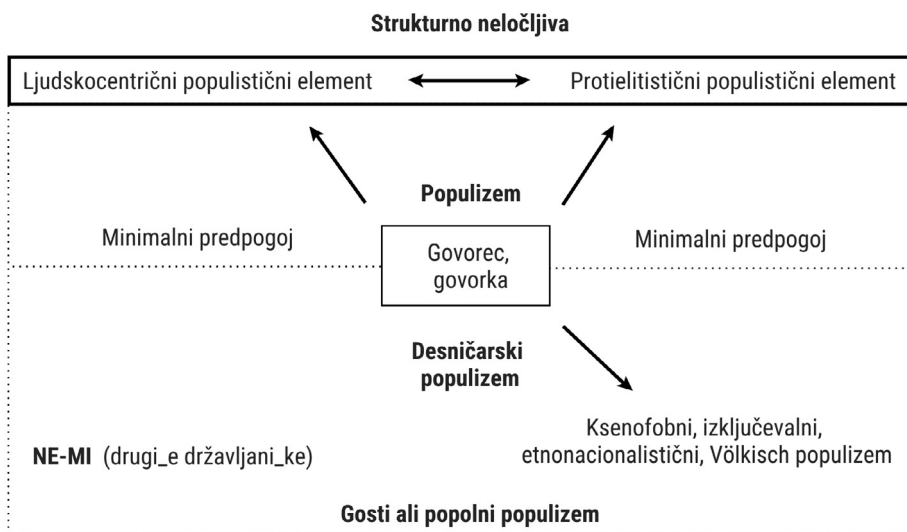 Strukturno neločljiva
Ljudskocentrični populistični element
Protielitistični populistični element
Populizem
Minimalni predpogoj
Minimalni predpogoj
Govorec,
govorka
Desničarski
populizem
Ksenofobni, izključevalni,
etnonacionalistični, Völkisch populizem
NE-MI (drugi_e državljani_ke)
Gosti ali popolni populizem